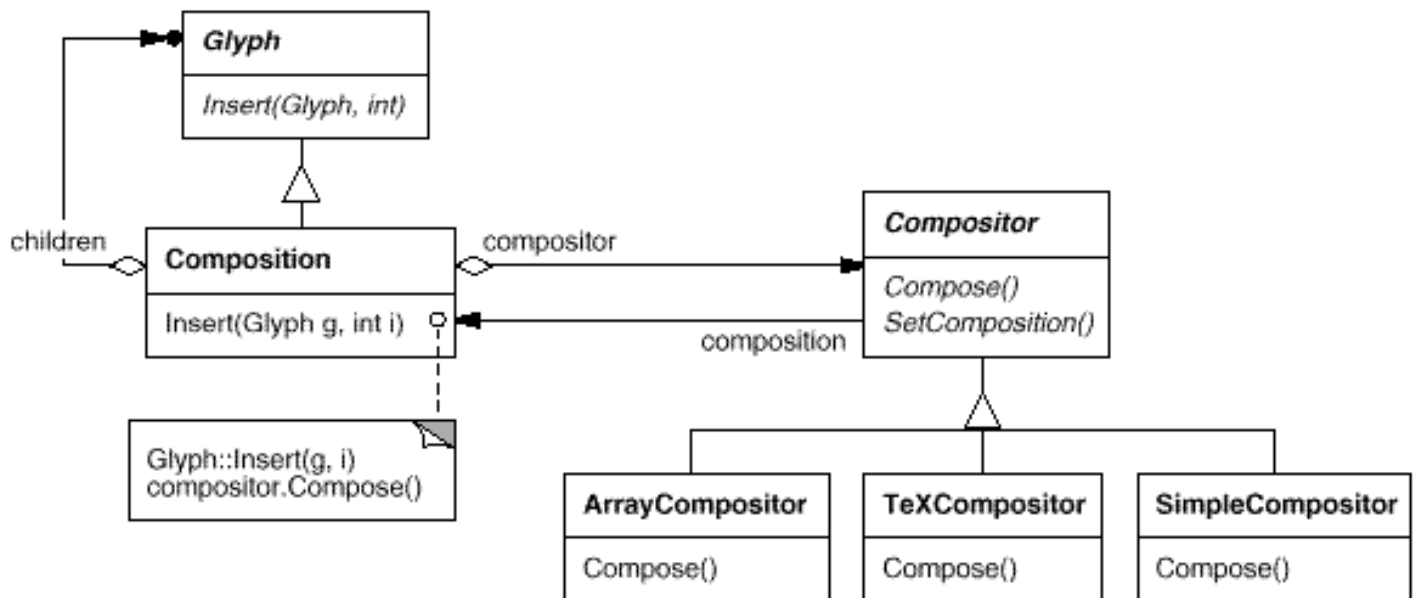 Glyph
Insert(Glyph, int)
children
Composition
Insert(Glyph g, int i)
compositor
composition
Compositor
Compose()
SetComposition()
Glyph::Insert(g, i)
compositor.Compose()
ArrayCompositor
Compose()
TeXCompositor
Compose()
SimpleCompositor
Compose()